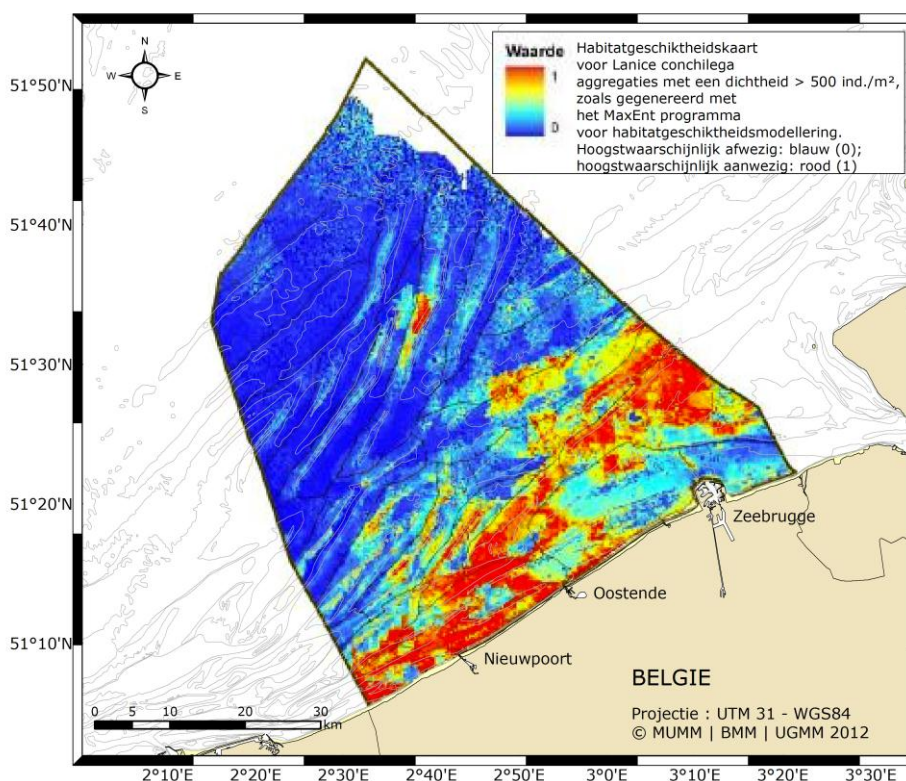 N
W E
S
Waarde
1
0
Habitatgeschiktheidskaart
voor Lanice conchilega
aggregaties met een dichtheid > 500 ind./m²,
zoals gegenereerd met
het MaxEnt programma
voor habitatgeschiktheidsmodellering.
Hoogstwaarschijnlijk afwezig: blauw (0);
hoogstwaarschijnlijk aanwezig: rood (1)
51°50'N
51°40'N
51°30'N
51°20'N
51°10'N
Zeebrugge
Oostende
Nieuwpoort
BELGIE
Projectie : UTM 31 - WGS84
© MUMM | BMM | UGMM 2012
0 10 20 30
km
2°10'E 2°20'E 2°30'E 2°40'E 2°50'E 3°0'E 3°10'E 3°20'E 3°30'E